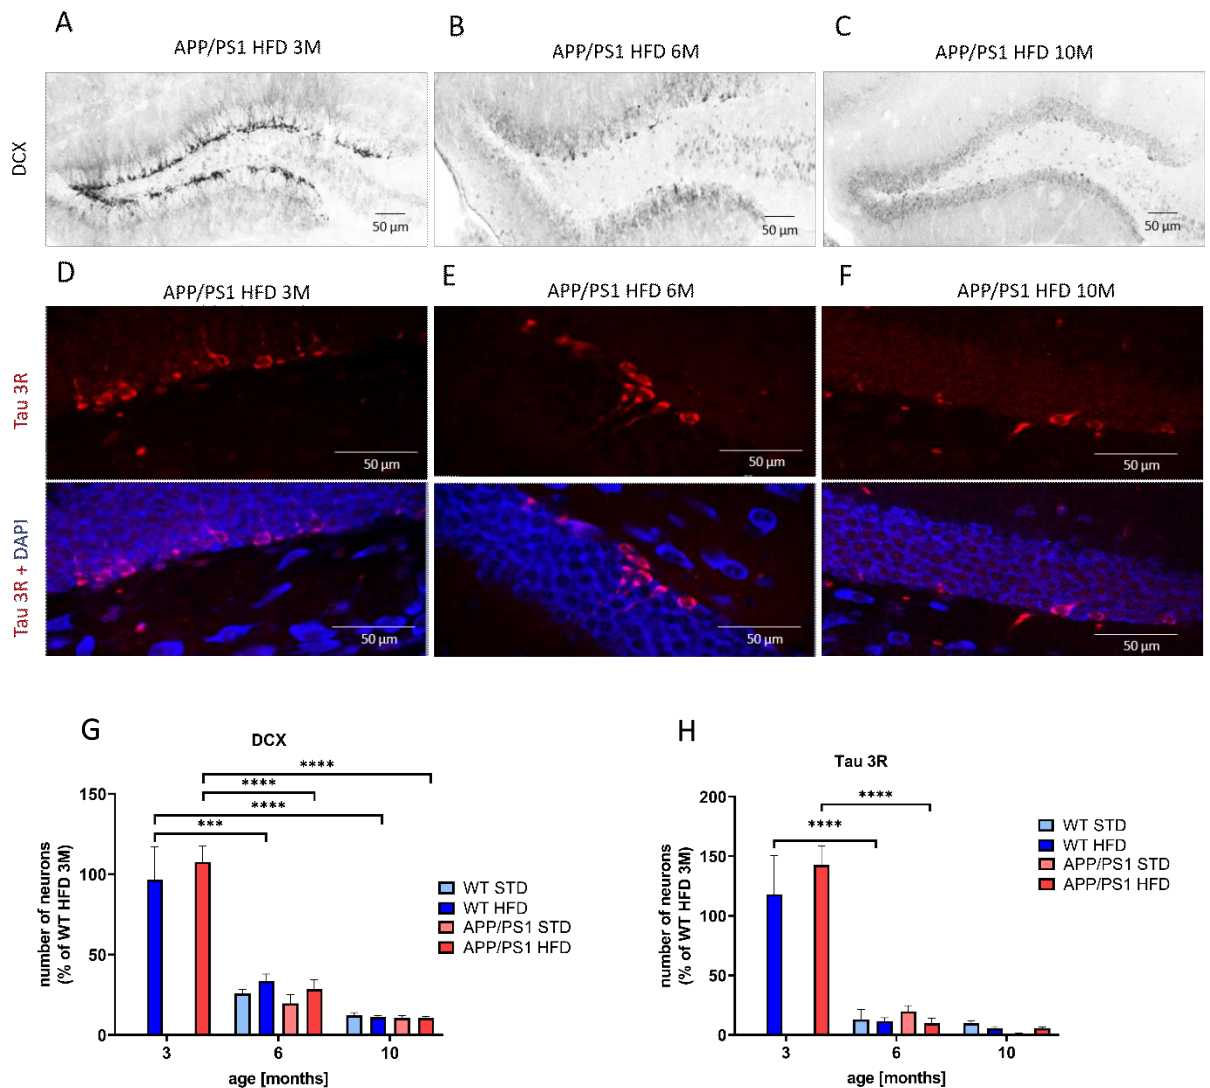 A
B
C
APP/PS1 HFD 3M
APP/PS1 HFD 6M
APP/PS1 HFD 10M
DCX
50 µm
50 µm
50 µm
D
E
F
APP/PS1 HFD 3M
APP/PS1 HFD 6M
APP/PS1 HFD 10M
Tau 3R
50 µm
50 µm
50 µm
Tau 3R + DAPI
50 µm
50 µm
50 µm
G
DCX
****
****
****
***
number of neurons
(% of WT HFD 3M)
150
100
50
0
3
6
10
age [months]
WT STD
WT HFD
APP/PS1 STD
APP/PS1 HFD
H
Tau 3R
****
****
number of neurons
(% of WT HFD 3M)
200
150
100
50
0
3
6
10
age [months]
WT STD
WT HFD
APP/PS1 STD
APP/PS1 HFD